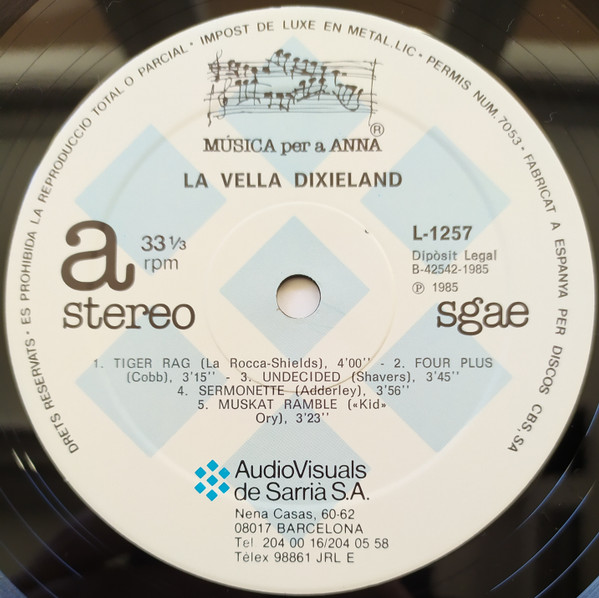 DRETS RESERVATS · ES PROHIBIDA LA REPRODUCCIO TOTAL O PARCIAL · IMPOST DE LUXE EN METAL.LIC · PERMIS NUM.7053 · FABRICAT A ESPANYA PER DISCOS CBS,SA
MÚSICA per a ANNA ®
LA VELLA DIXIELAND
a 33 1/3 rpm
stereo
L-1257
Dipòsit Legal
B-42542-1985
℗ 1985
sgae
1. TIGER RAG (La Rocca-Shields), 4'00'' - 2. FOUR PLUS
(Cobb), 3'15'' - 3. UNDECIDED (Shavers), 3'45''
4. SERMONETTE (Adderley), 3'56''
5. MUSKAT RAMBLE («Kid»
Ory), 3'23''
AudioVisuals
de Sarrià S.A.
Nena Casas, 60-62
08017 BARCELONA
Tel. 204 00 16/204 05 58
Télex 98861 JRL E